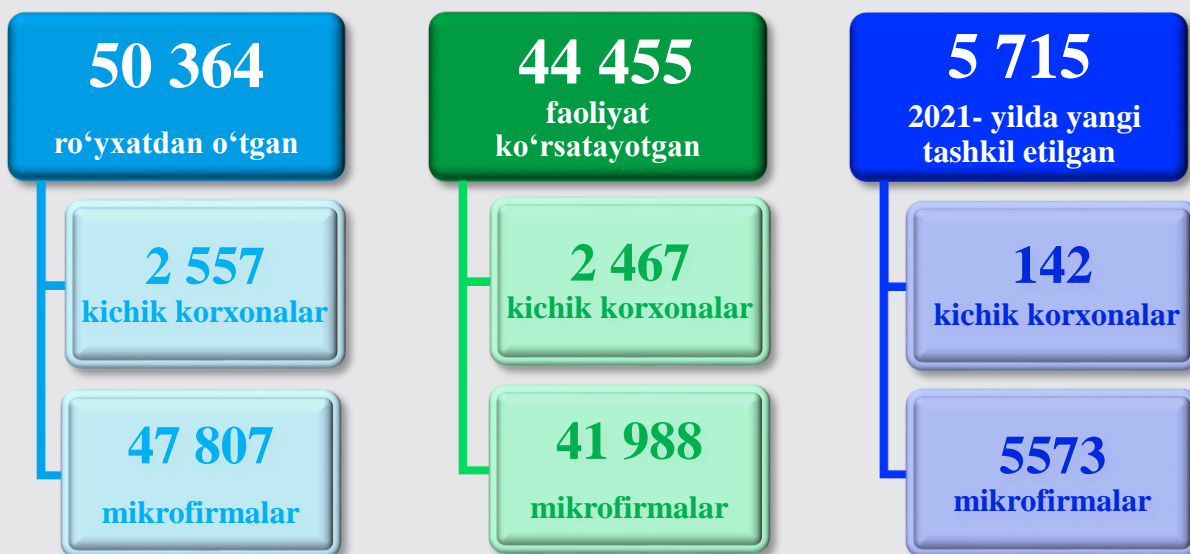 50 364
ro‘yxatdan o‘tgan
2 557
kichik korxonalar
47 807
mikrofirmalar
44 455
faoliyat
ko‘rsatayotgan
2 467
kichik korxonalar
41 988
mikrofirmalar
5 715
2021- yilda yangi
tashkil etilgan
142
kichik korxonalar
5573
mikrofirmalar